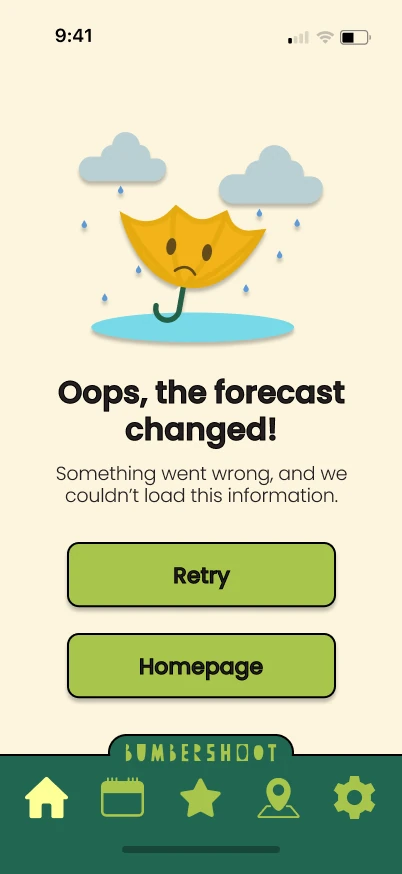 9:41
Oops, the forecast
changed!
Something went wrong, and we
couldn’t load this information.
Retry
Homepage
BUMBERSHOOT